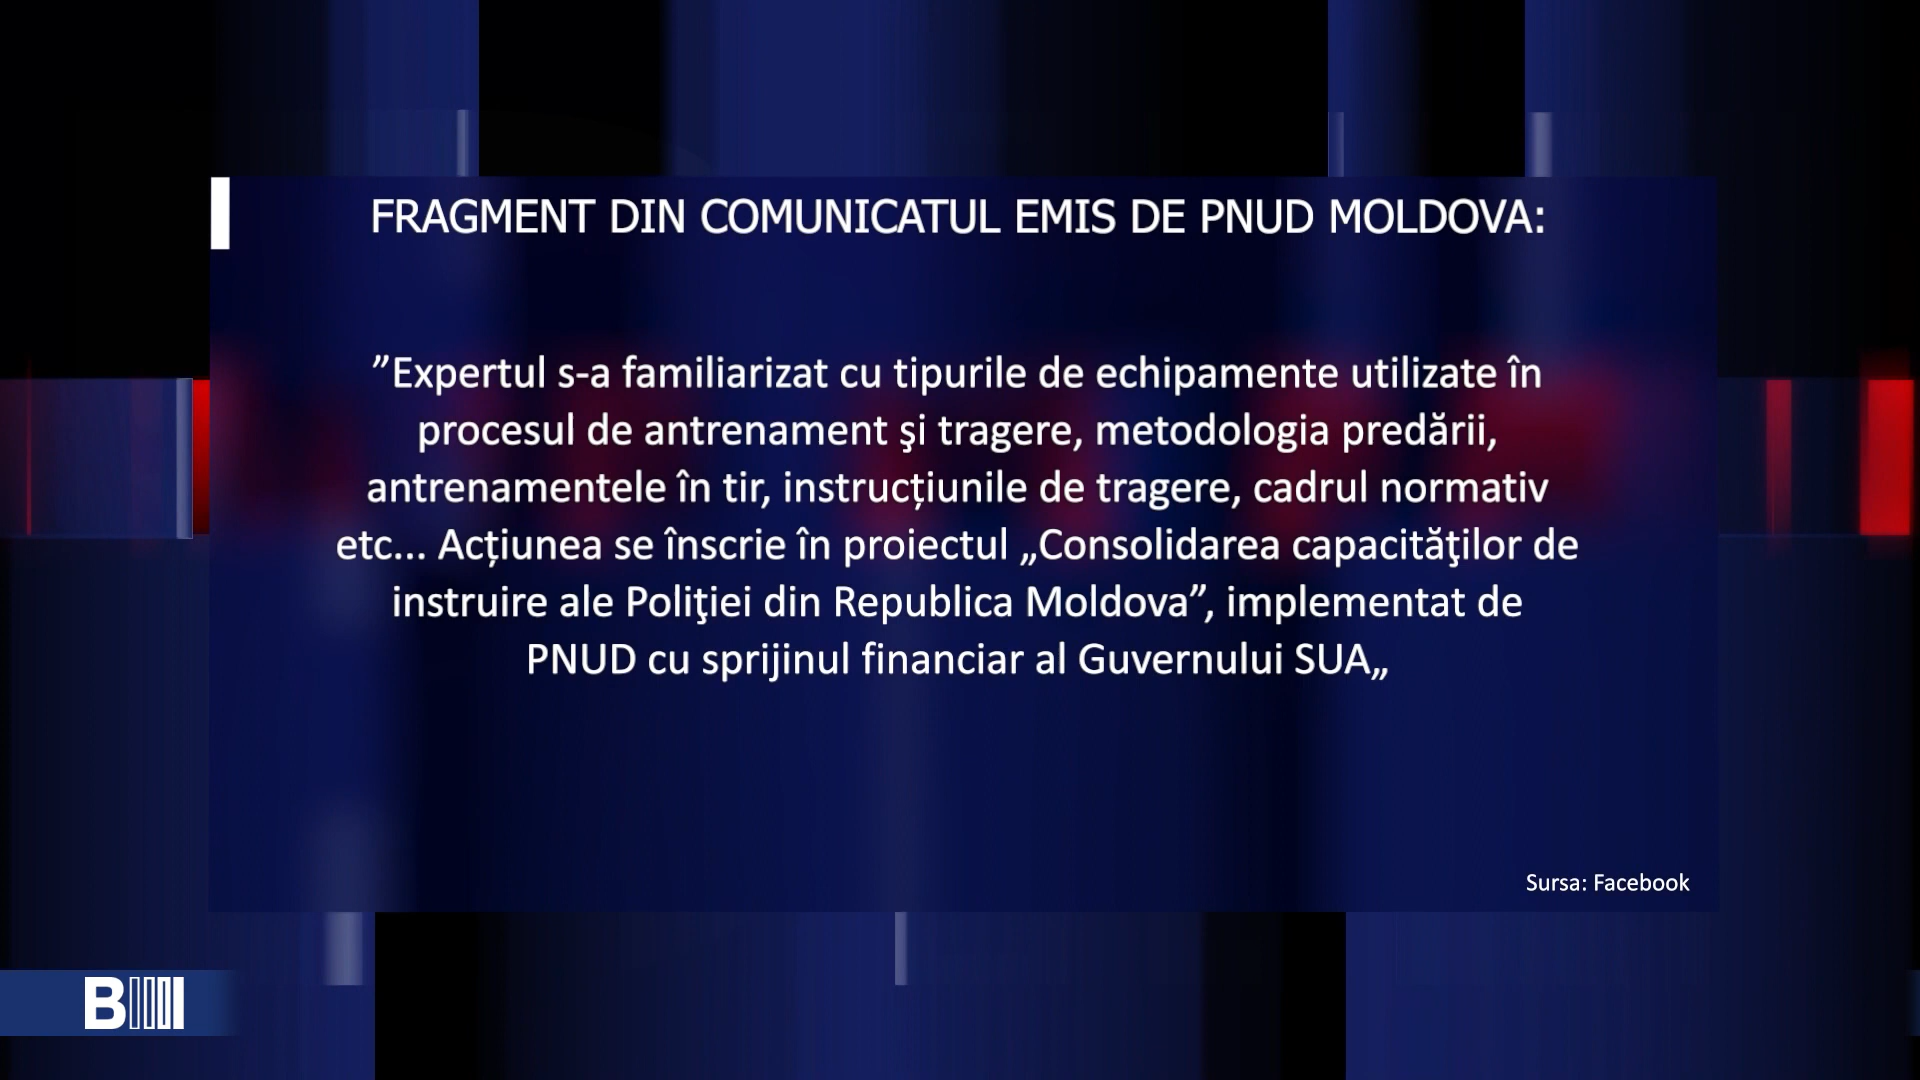 FRAGMENT DIN COMUNICATUL EMIS DE PNUD MOLDOVA:
”Expertul s-a familiarizat cu tipurile de echipamente utilizate în
procesul de antrenament şi tragere, metodologia predării,
antrenamentele în tir, instrucțiunile de tragere, cadrul normativ
etc... Acțiunea se înscrie în proiectul „Consolidarea capacităţilor de
instruire ale Poliţiei din Republica Moldova”, implementat de
PNUD cu sprijinul financiar al Guvernului SUA„
Sursa: Facebook
B